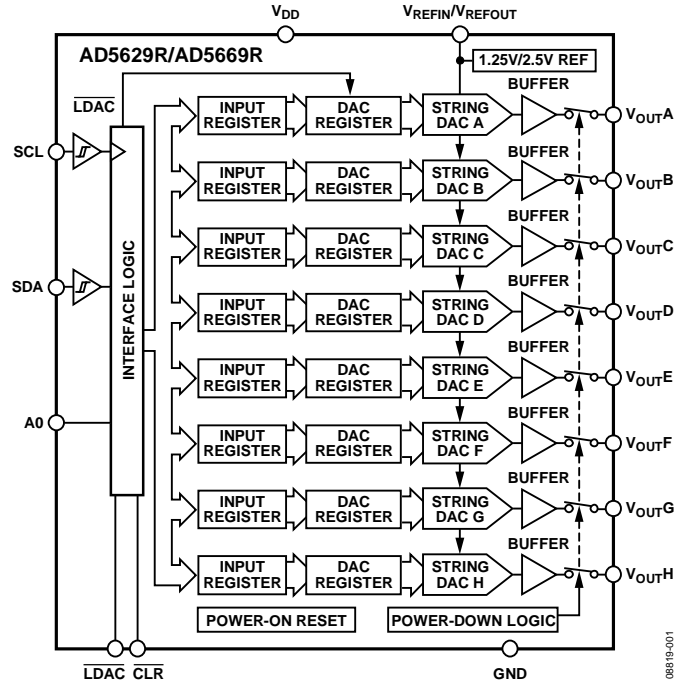 VDD
VREFIN/VREFOUT
AD5629R/AD5669R
1.25V/2.5V REF
LDAC
BUFFER
INPUT REGISTER
DAC REGISTER
STRING DAC A
VOUTA
SCL
BUFFER
INPUT REGISTER
DAC REGISTER
STRING DAC B
VOUTB
BUFFER
INPUT REGISTER
DAC REGISTER
STRING DAC C
VOUTC
SDA
INTERFACE LOGIC
BUFFER
INPUT REGISTER
DAC REGISTER
STRING DAC D
VOUTD
BUFFER
INPUT REGISTER
DAC REGISTER
STRING DAC E
VOUTE
A0
BUFFER
INPUT REGISTER
DAC REGISTER
STRING DAC F
VOUTF
BUFFER
INPUT REGISTER
DAC REGISTER
STRING DAC G
VOUTG
BUFFER
INPUT REGISTER
DAC REGISTER
STRING DAC H
VOUTH
POWER-ON RESET
POWER-DOWN LOGIC
LDAC
CLR
GND
08819-001